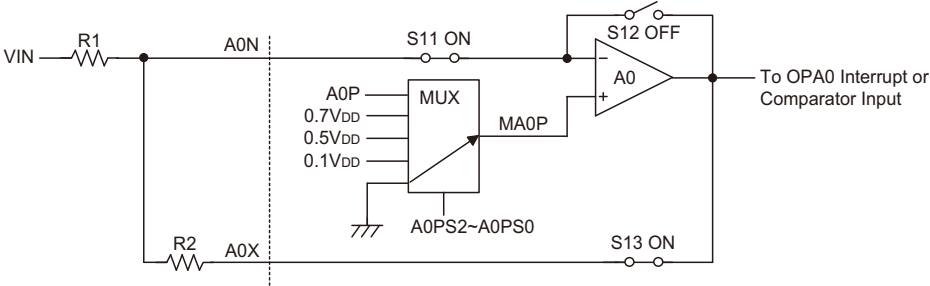 S12 OFF
R1
A0N
S11 ON
VIN
−
A0
+
To OPA0 Interrupt or
Comparator Input
A0P
MUX
0.7VDD
0.5VDD
MA0P
0.1VDD
A0PS2~A0PS0
R2
A0X
S13 ON